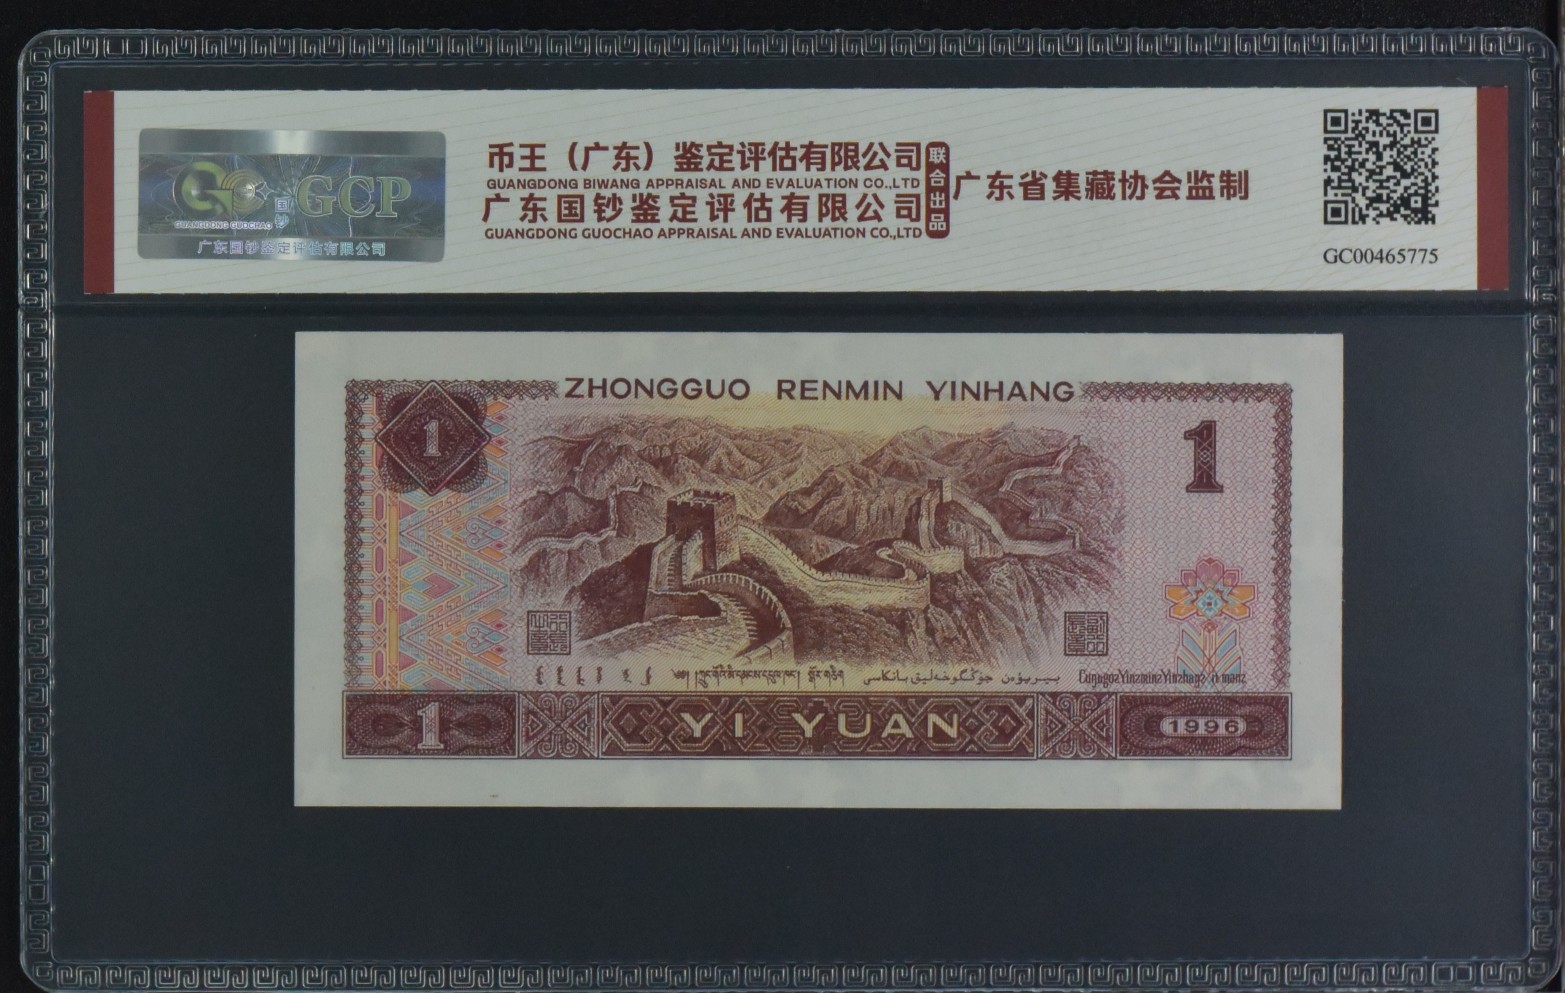 币王（广东）鉴定评估有限公司
GUANGDONG BIWANG APPRAISAL AND EVALUATION CO.,LTD
广东国钞鉴定评估有限公司
GUANGDONG GUOCHAO APPRAISAL AND EVALUATION CO.,LTD
联合出品
广东省集藏协会监制
GCP
国钞
GUANGDONG GUOCHAO
广东国钞鉴定评估有限公司
GC00465775
ZHONGGUO RENMIN YINHANG
1
1
1
YI YUAN
1996